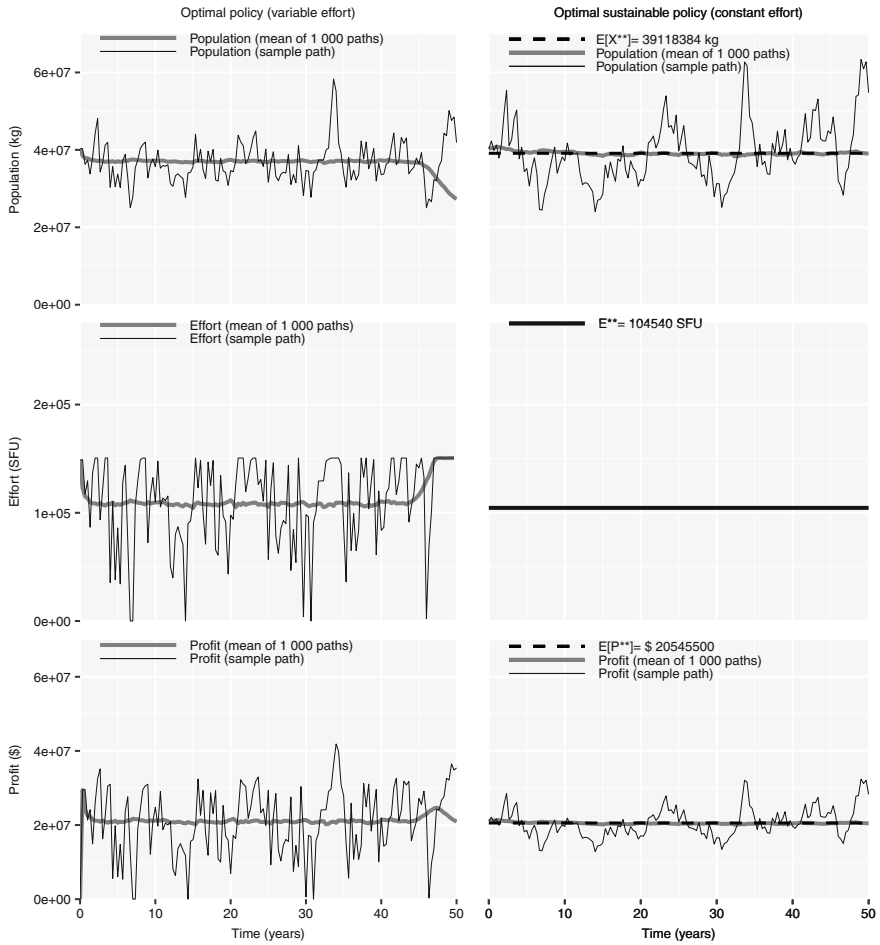 Optimal policy (variable effort)
Optimal sustainable policy (constant effort)
Population (mean of 1 000 paths)
Population (sample path)
E[X**]= 39118384 kg
Population (mean of 1 000 paths)
Population (sample path)
Population (kg)
6e+07
4e+07
2e+07
0e+00
Effort (mean of 1 000 paths)
Effort (sample path)
E**= 104540 SFU
Effort (SFU)
2e+05
1e+05
0e+00
Profit (mean of 1 000 paths)
Profit (sample path)
E[P**]= $ 20545500
Profit (mean of 1 000 paths)
Profit (sample path)
Profit ($)
6e+07
4e+07
2e+07
0e+00
0 10 20 30 40 50
0 10 20 30 40 50
Time (years)
Time (years)